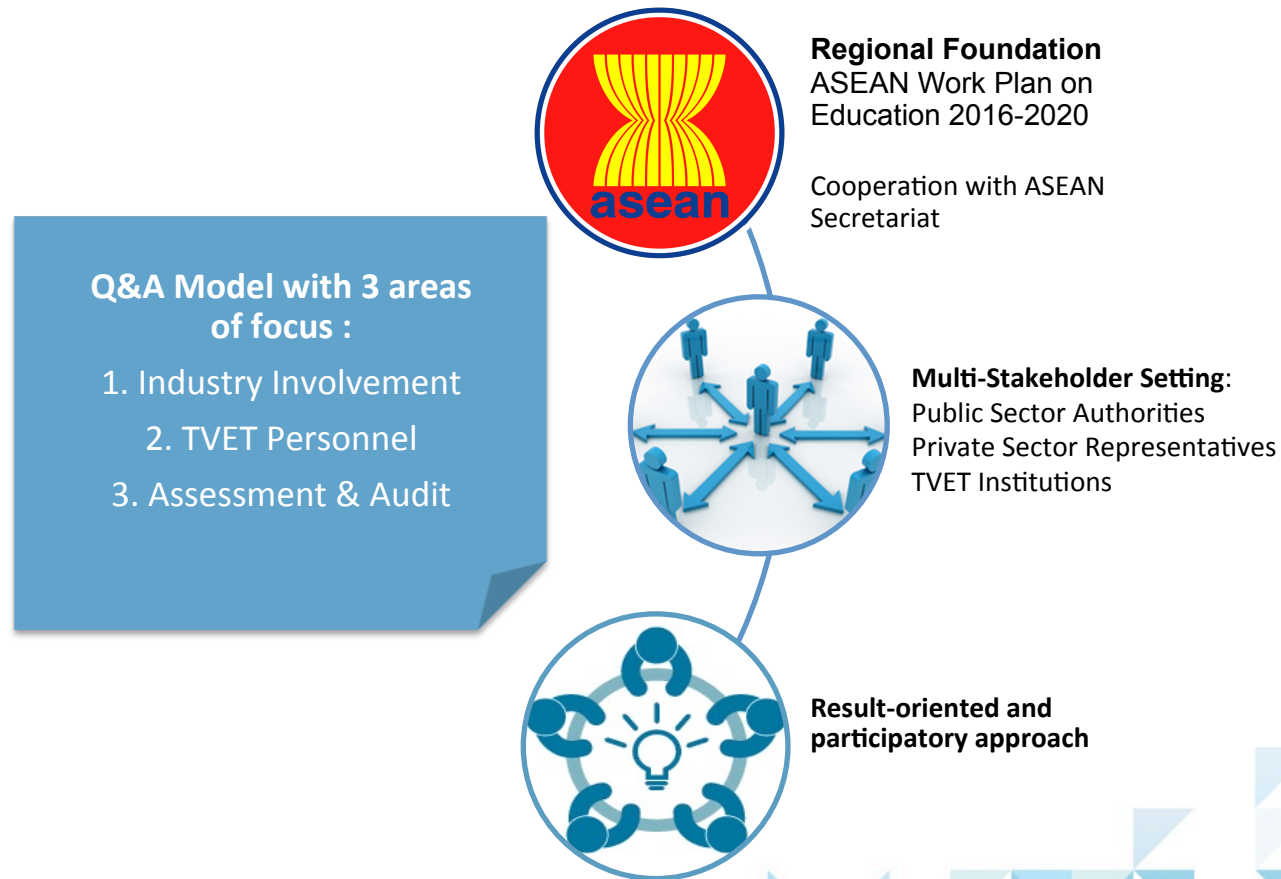 Regional Foundation
ASEAN Work Plan on
Education 2016-2020
Cooperation with ASEAN
Secretariat
asean
Q&A Model with 3 areas
of focus :
1. Industry Involvement
2. TVET Personnel
3. Assessment & Audit
Multi-Stakeholder Setting:
Public Sector Authorities
Private Sector Representatives
TVET Institutions
Result-oriented and
participatory approach